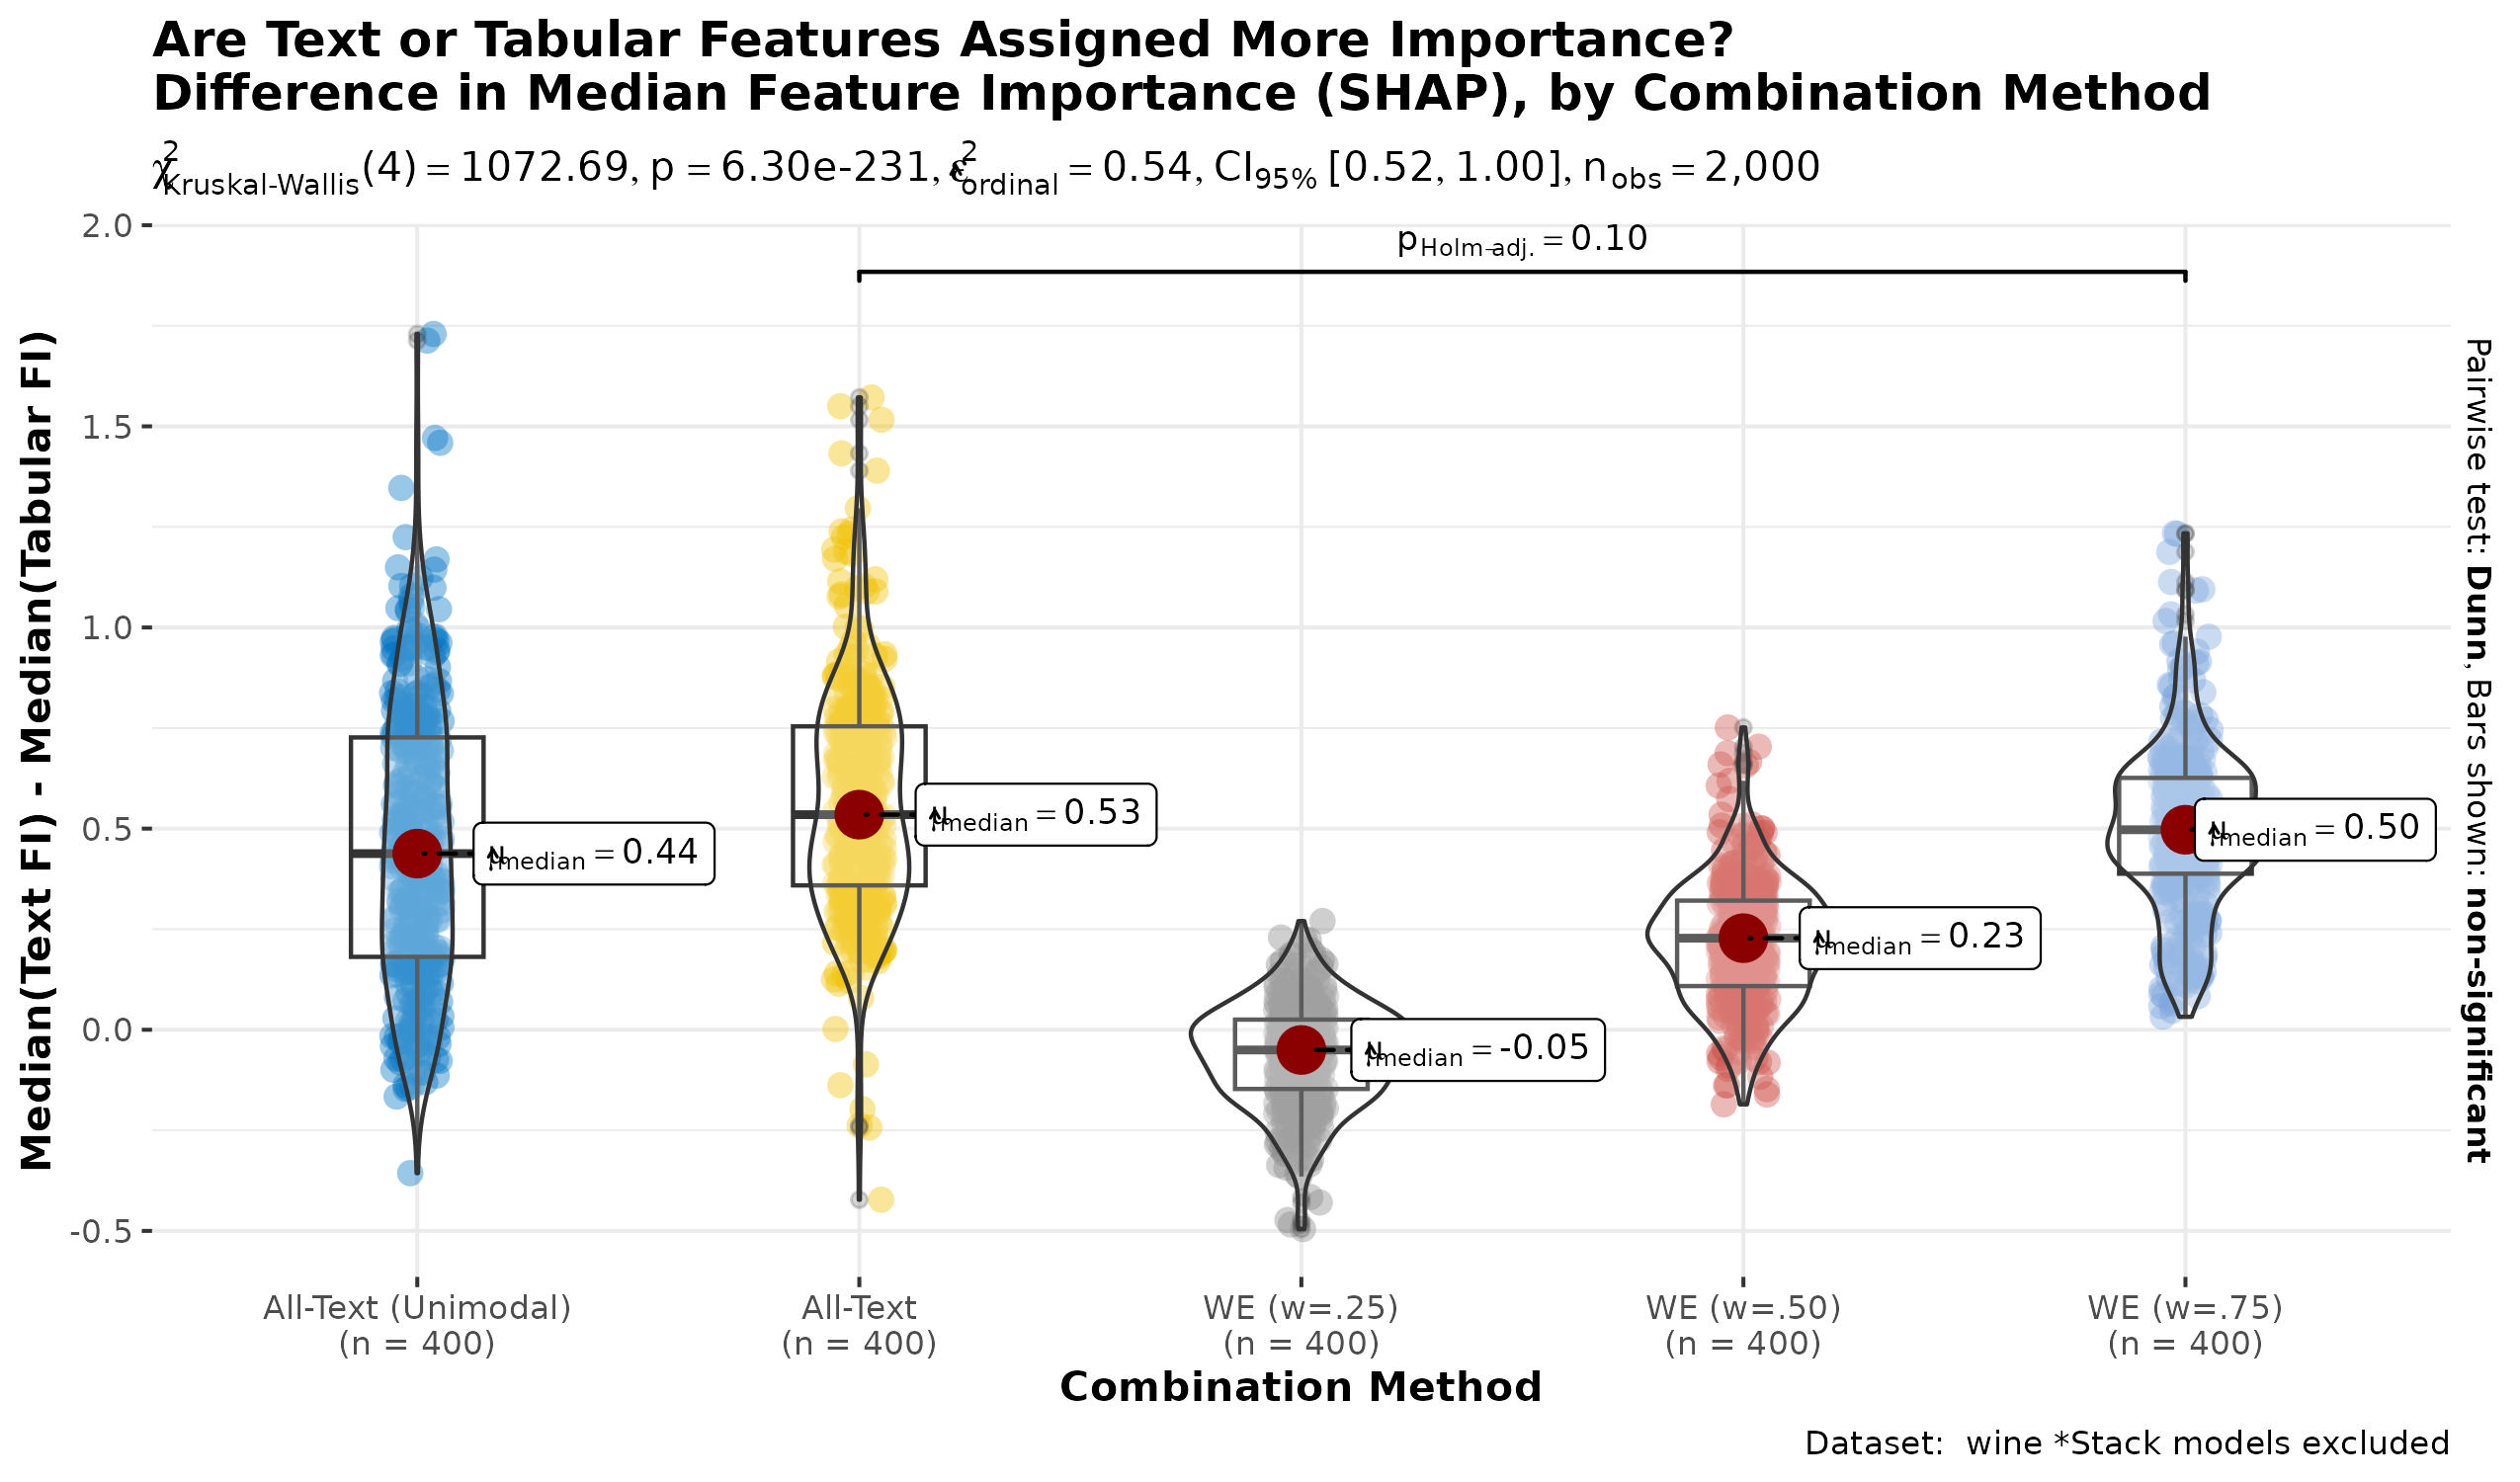 Are Text or Tabular Features Assigned More Importance?
Difference in Median Feature Importance (SHAP), by Combination Method
χ²Kruskal-Wallis(4) = 1072.69, p = 6.30e-231, ε²ordinal = 0.54, CI95% [0.52, 1.00], nobs = 2,000
2.0
1.5
1.0
0.5
0.0
-0.5
Median(Text FI) - Median(Tabular FI)
pHolm-adj. = 0.10
μ̂median = 0.44
μ̂median = 0.53
μ̂median = -0.05
μ̂median = 0.23
μ̂median = 0.50
Pairwise test: Dunn, Bars shown: non-significant
All-Text (Unimodal)
(n = 400)
All-Text
(n = 400)
WE (w=.25)
(n = 400)
WE (w=.50)
(n = 400)
WE (w=.75)
(n = 400)
Combination Method
Dataset:  wine *Stack models excluded